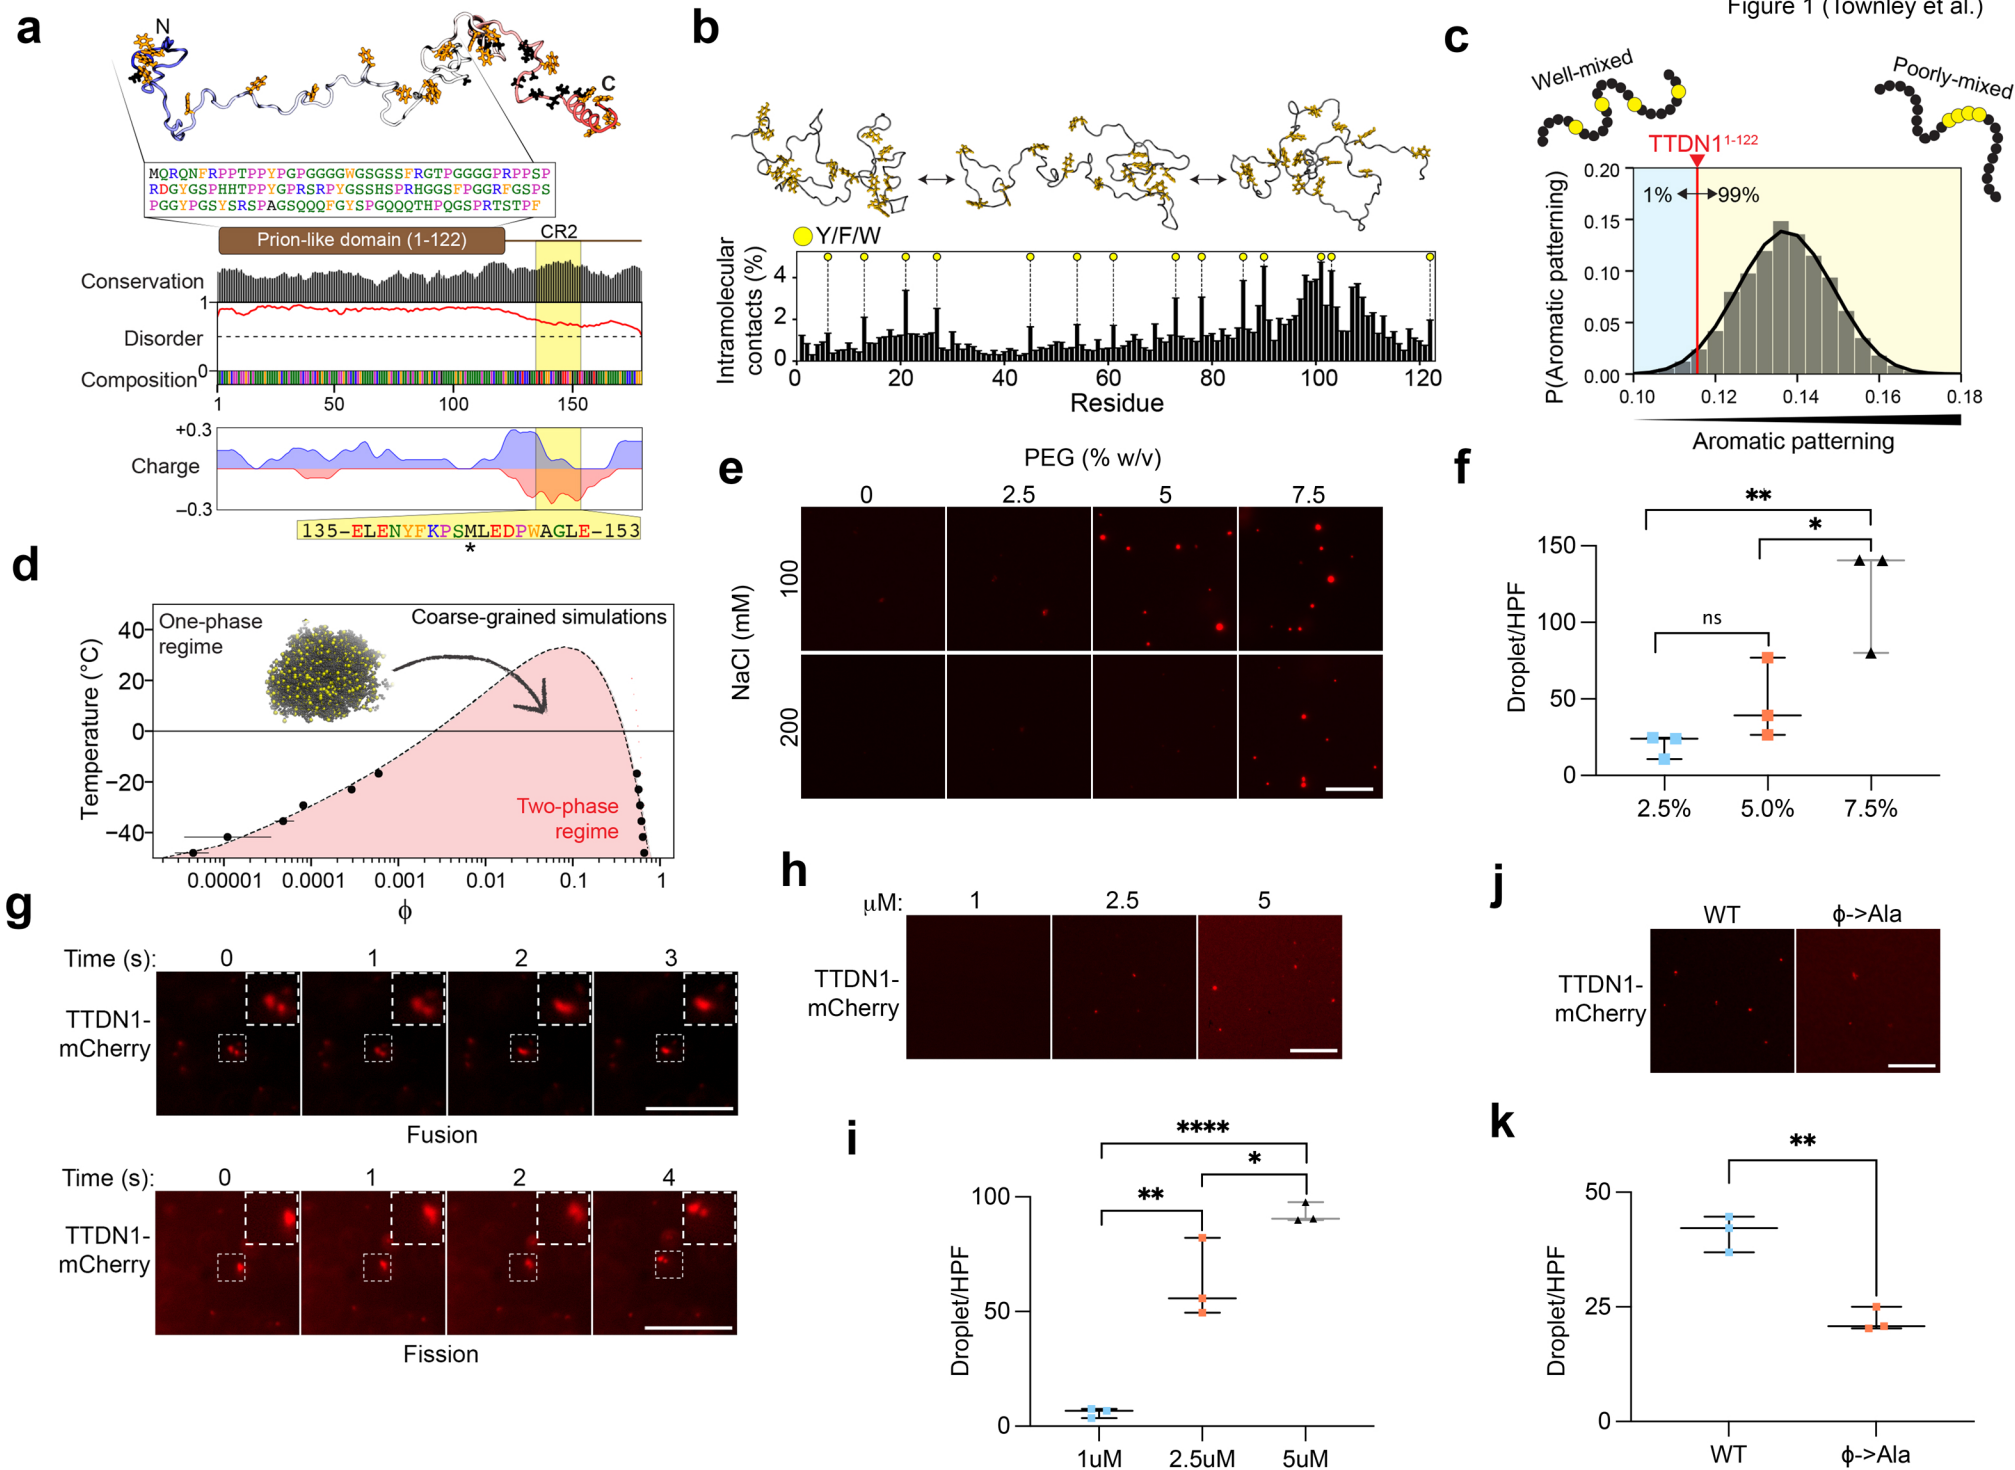 Figure 1 (Townley et al.)
a
N
C
MQRQNFRPPTPPYPGPGGGGWGSGSSFRGTPGGGGPRPPSP
RDGYGSPHHTPPYGPRSRPYGSSHSPRHGGSFPGGRFGSPS
PGGYPGSYSRSPAGSQQQFGYSPGQQQTHPQGSPRTSTPF
Prion-like domain (1-122)
CR2
Conservation
1
Disorder
0
Composition
1 50 100 150
+0.3
Charge
−0.3
135-ELENYFKPSMLEDPWAGLE-153
*
b
Y/F/W
Intramolecular
contacts (%)
4
2
0
0 20 40 60 80 100 120
Residue
c
Well-mixed
Poorly-mixed
TTDN1¹⁻¹²²
1% 99%
P(Aromatic patterning)
0.20
0.15
0.10
0.05
0.00
0.10 0.12 0.14 0.16 0.18
Aromatic patterning
d
One-phase
regime
Coarse-grained simulations
Temperature (°C)
40
20
0
−20
−40
Two-phase
regime
0.00001 0.0001 0.001 0.01 0.1 1
ϕ
e
PEG (% w/v)
0 2.5 5 7.5
NaCl (mM)
100
200
f
**
*
ns
Droplet/HPF
150
100
50
0
2.5% 5.0% 7.5%
g
Time (s): 0 1 2 3
TTDN1-
mCherry
Fusion
Time (s): 0 1 2 4
TTDN1-
mCherry
Fission
h
μM: 1 2.5 5
TTDN1-
mCherry
i
****
*
**
Droplet/HPF
100
50
0
1uM 2.5uM 5uM
j
WT ϕ->Ala
TTDN1-
mCherry
k
**
Droplet/HPF
50
25
0
WT ϕ->Ala